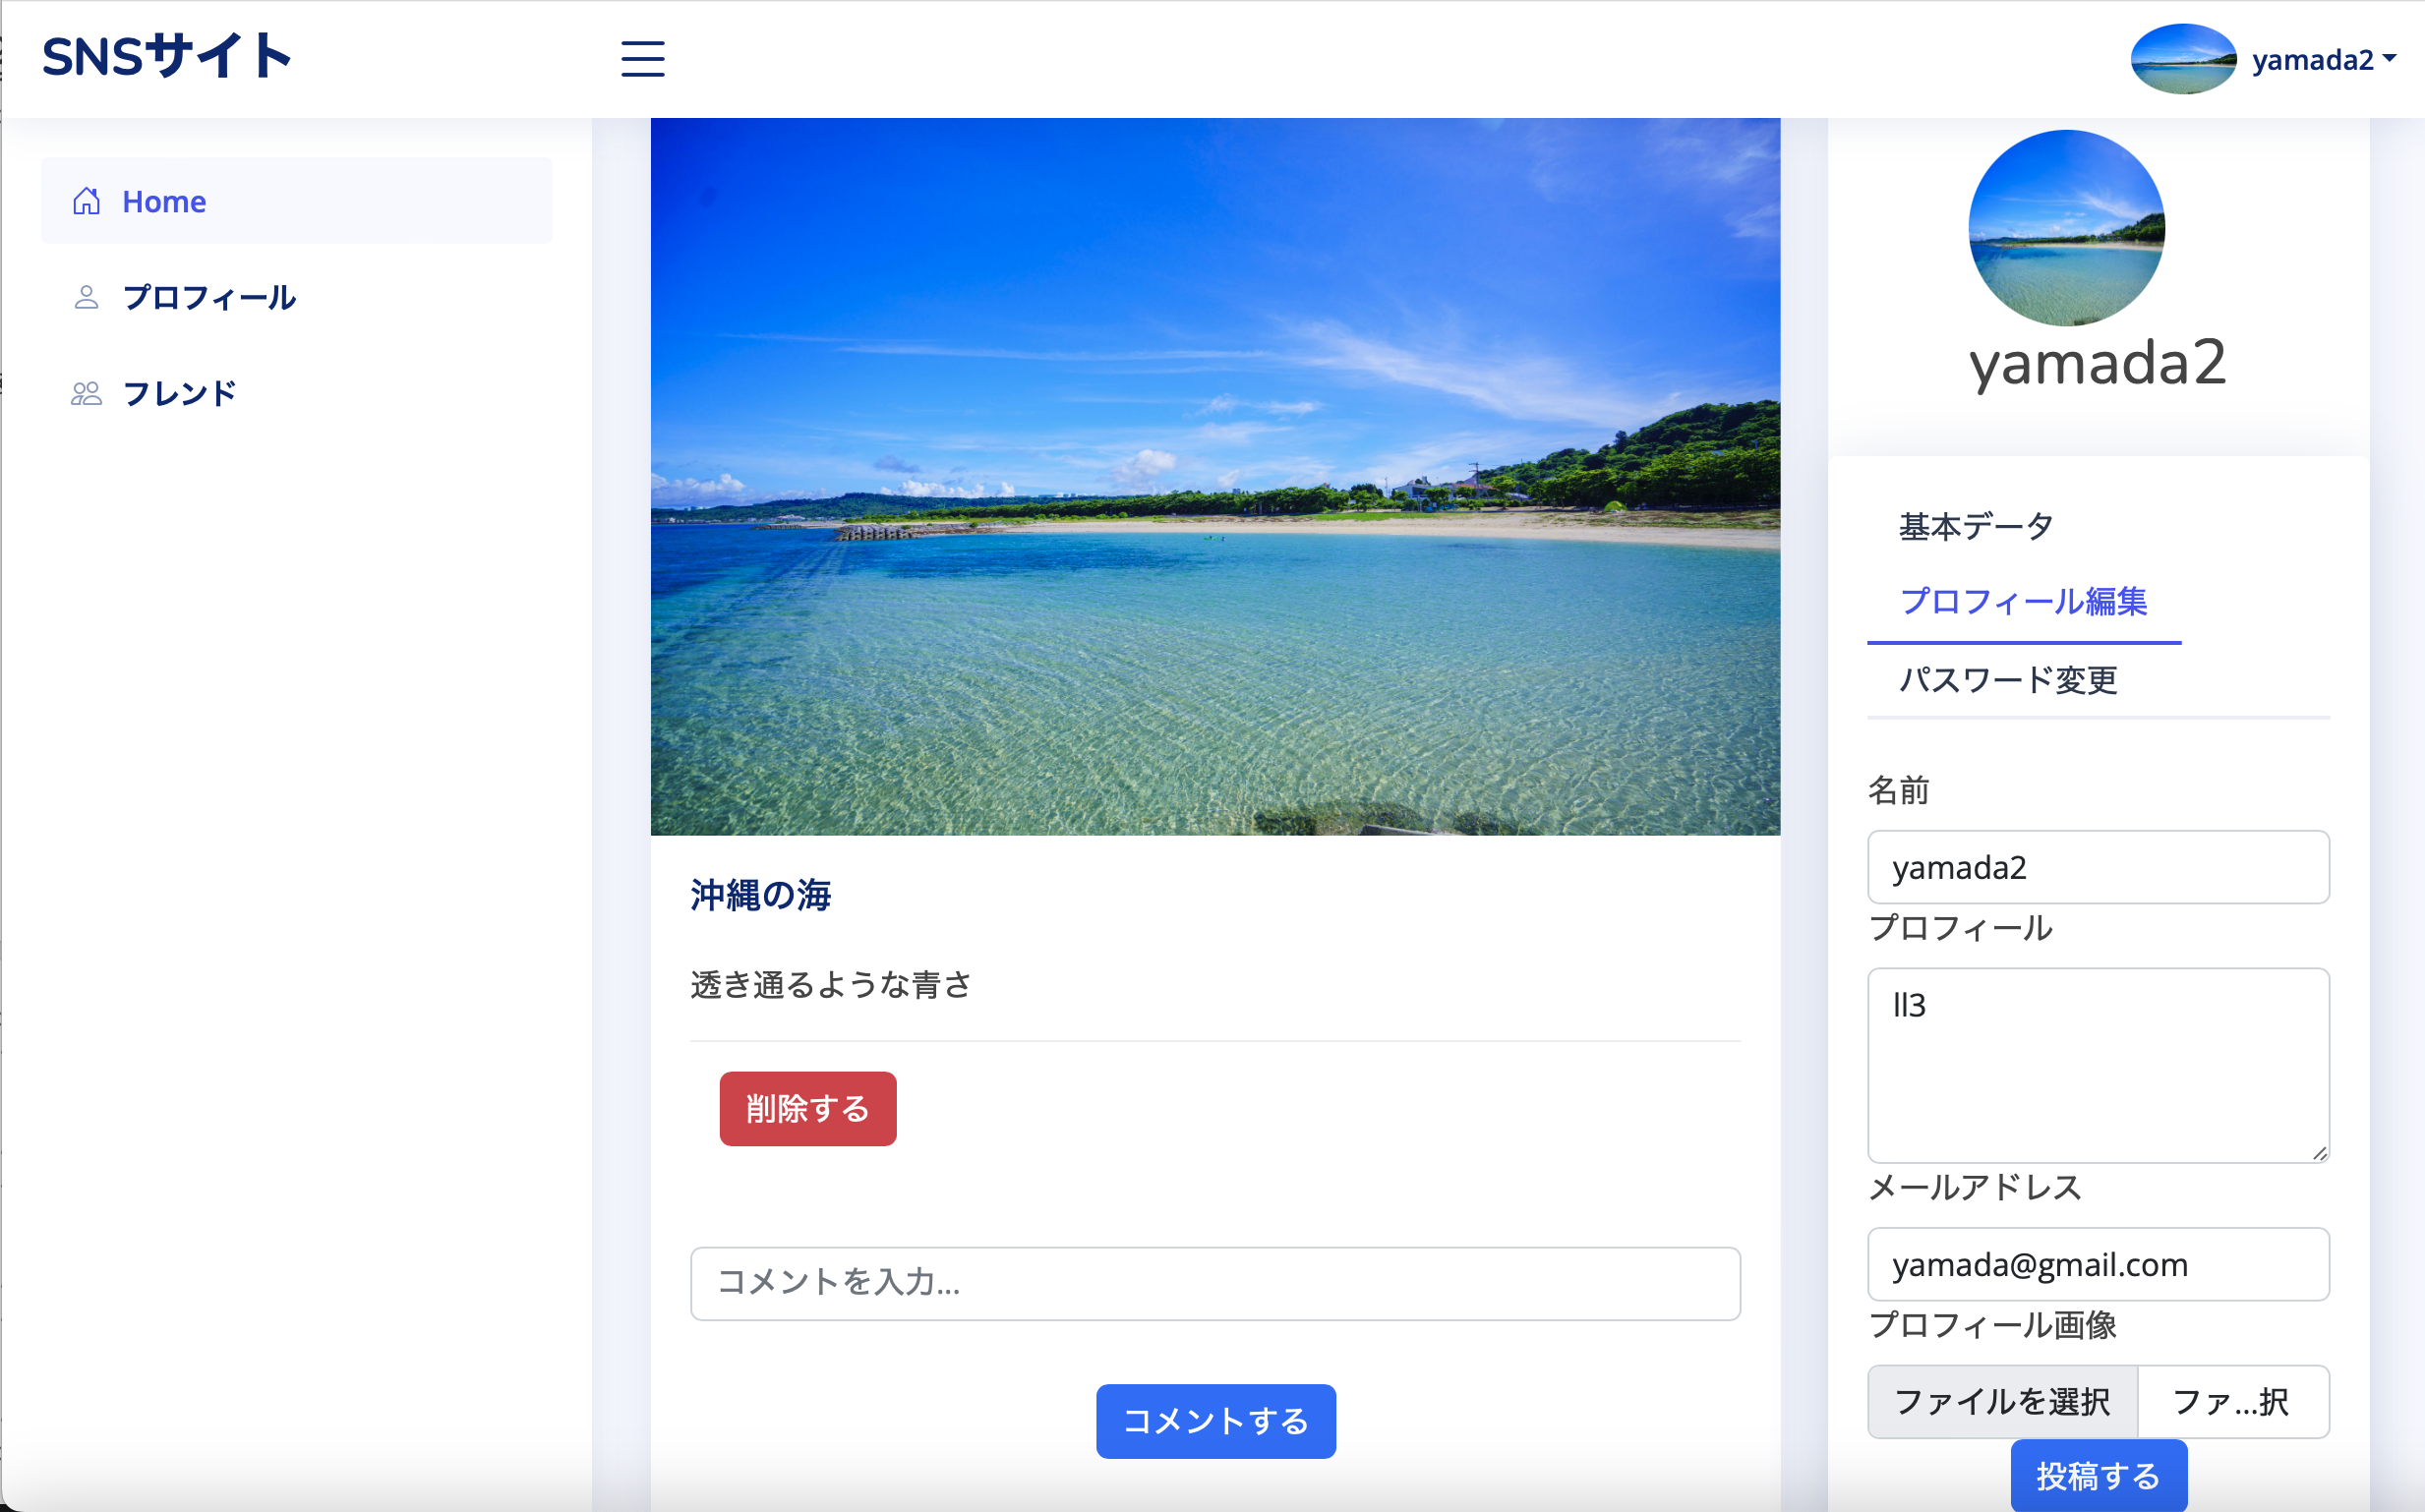 SNSサイト
yamada2
Home
プロフィール
フレンド
沖縄の海
透き通るような青さ
削除する
コメントを入力...
コメントする
yamada2
基本データ
プロフィール編集
パスワード変更
名前
yamada2
プロフィール
ll3
メールアドレス
yamada@gmail.com
プロフィール画像
ファイルを選択 ファ...択
投稿する